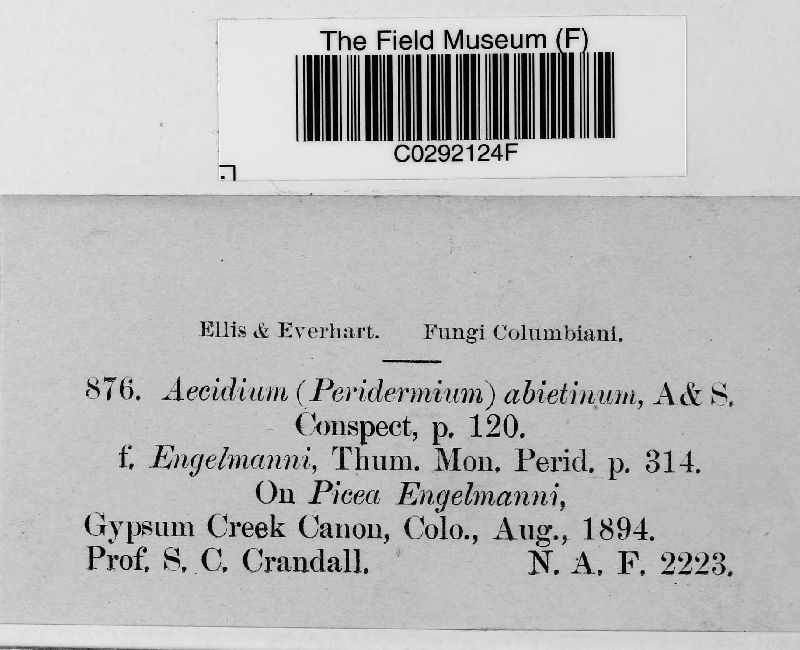 The Field Museum (F)
C0292124F
Ellis & Everhart. Fungi Columbiani.
876. Aecidium (Peridermium) abietinum, A & S.
Conspect, p. 120.
f. Engelmanni, Thum. Mon. Perid. p. 314.
On Picea Engelmanni,
Gypsum Creek Canon, Colo., Aug., 1894.
Prof. S. C. Crandall. N. A. F. 2223.